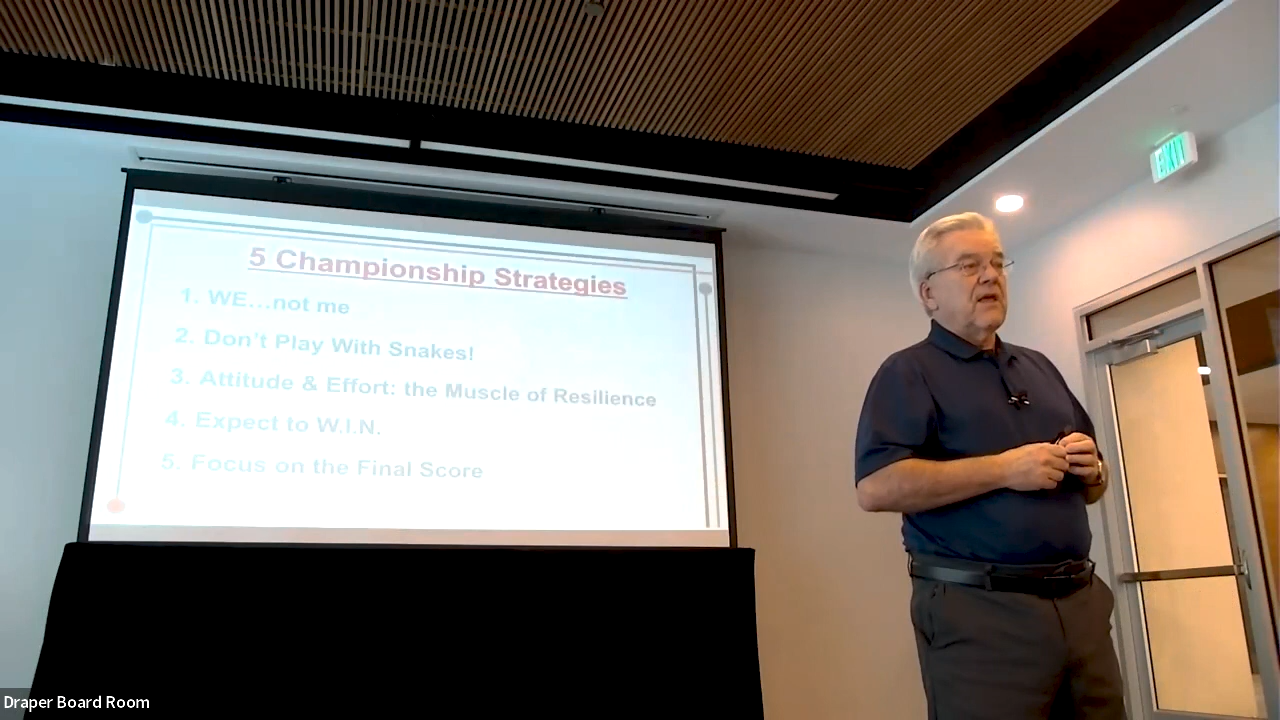 5 Championship Strategies
1. WE...not me
2. Don't Play With Snakes!
3. Attitude & Effort: the Muscle of Resilience
4. Expect to W.I.N.
5. Focus on the Final Score
EXIT
Draper Board Room